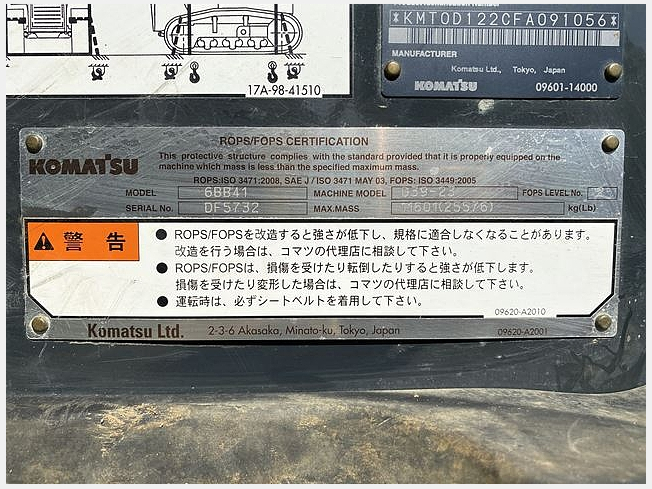 17A-98-41510
*KMT0D122CFA091056*
MANUFACTURER
Komatsu Ltd., Tokyo, Japan
KOMATSU
09601-14000
ROPS/FOPS CERTIFICATION
KOMATSU
This protective structure complies with the standard provided that it is properly equipped on the
machine which mass is less than the specified maximum mass.
ROPS:ISO 3471:2008, SAE J / ISO 3471 MAY 03, FOPS: ISO 3449:2005
MODEL 6BB41 MACHINE MODEL FOPS LEVEL No.
SERIAL No. DF5732 MAX.MASS kg(Lb)
警告
● ROPS/FOPSを改造すると強さが低下し、規格に適合しなくなることがあります。
改造を行う場合は、コマツの代理店に相談して下さい。
● ROPS/FOPSは、損傷を受けたり転倒したりすると強さが低下します。
損傷を受けたり変形した場合は、コマツの代理店に相談して下さい。
● 運転時は、必ずシートベルトを着用して下さい。
09620-A2010
Komatsu Ltd. 2-3-6 Akasaka, Minato-ku, Tokyo, Japan 09620-A2001